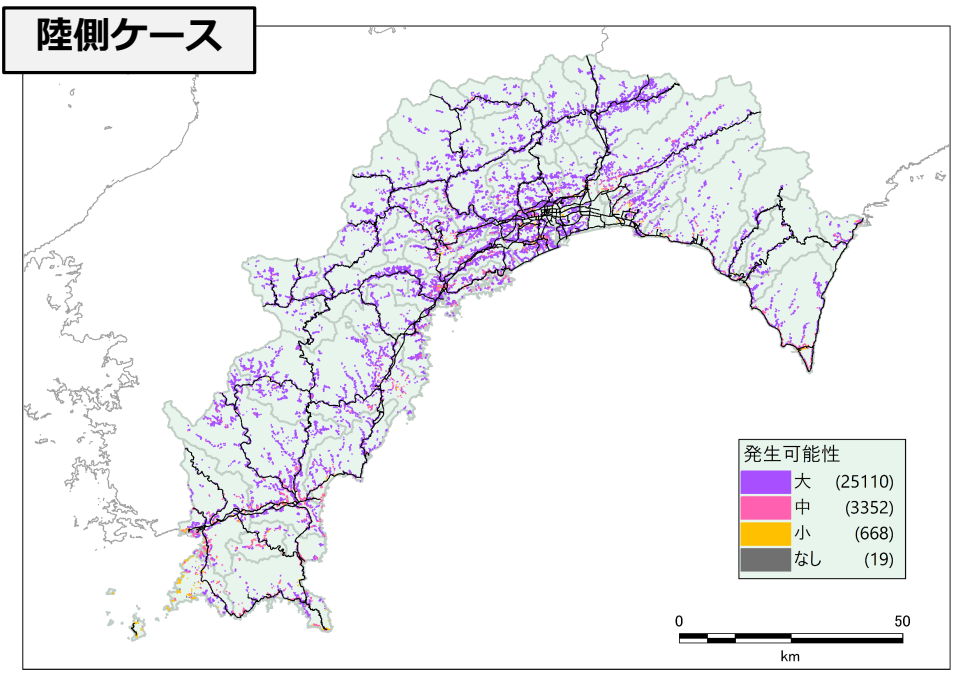 陸側ケース
発生可能性
大 (25110)
中 (3352)
小 (668)
なし (19)
0 50
km